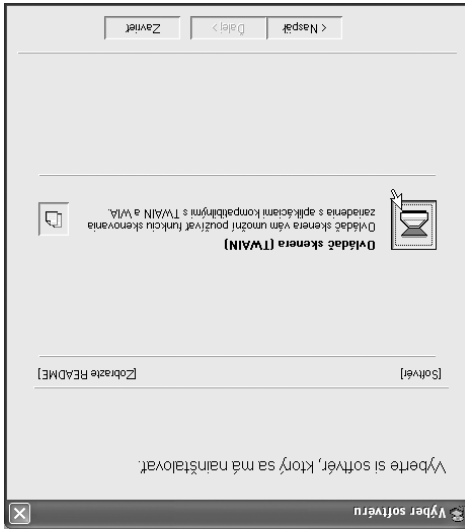 Výber softvéru
Vyberte si softvér, ktorý sa má nainštalovať.
[Softvér] [Zobrazte README]
Ovládač skenera (TWAIN)
Ovládač skenera vám umožní používať funkciu skenovania
zariadenia s aplikáciami kompatibilnými s TWAIN a WIA.
< Naspäť Ďalej > Zavrieť